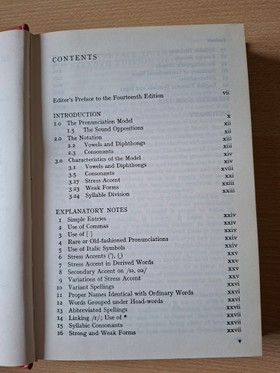 CONTENTS
Editor's Preface to the Fourteenth Edition vii
INTRODUCTION x
1.0 The Pronunciation Model xii
1.5 The Sound Oppositions xii
2.0 The Notation xii
2.2 Vowels and Diphthongs xiii
2.3 Consonants xiv
3.0 Characteristics of the Model xiv
3.1 Vowels and Diphthongs xiv
3.5 Consonants xxi
3.17 Stress Accent xxii
3.23 Weak Forms xxiii
3.24 Syllable Division xxiii
EXPLANATORY NOTES xxiv
1 Simple Entries xxiv
2 Use of Commas xxiv
3 Use of [ ] xxiv
4 Rare or Old-fashioned Pronunciations xxiv
5 Use of Italic Symbols xxiv
6 Stress Accents (ˈ), (ˌ) xxv
7 Stress Accent in Derived Words xxv
8 Secondary Accent on
9 Variations of Stress Accent xxv
10 Variant Spellings xxvi
11 Proper Names Identical with Ordinary Words xxvi
12 Words Grouped under Head-words xxvi
13 Abbreviated Spellings xxvii
14 Linking /r/; Use of * xxvii
15 Syllabic Consonants xxvii
16 Strong and Weak Forms xxvii
v